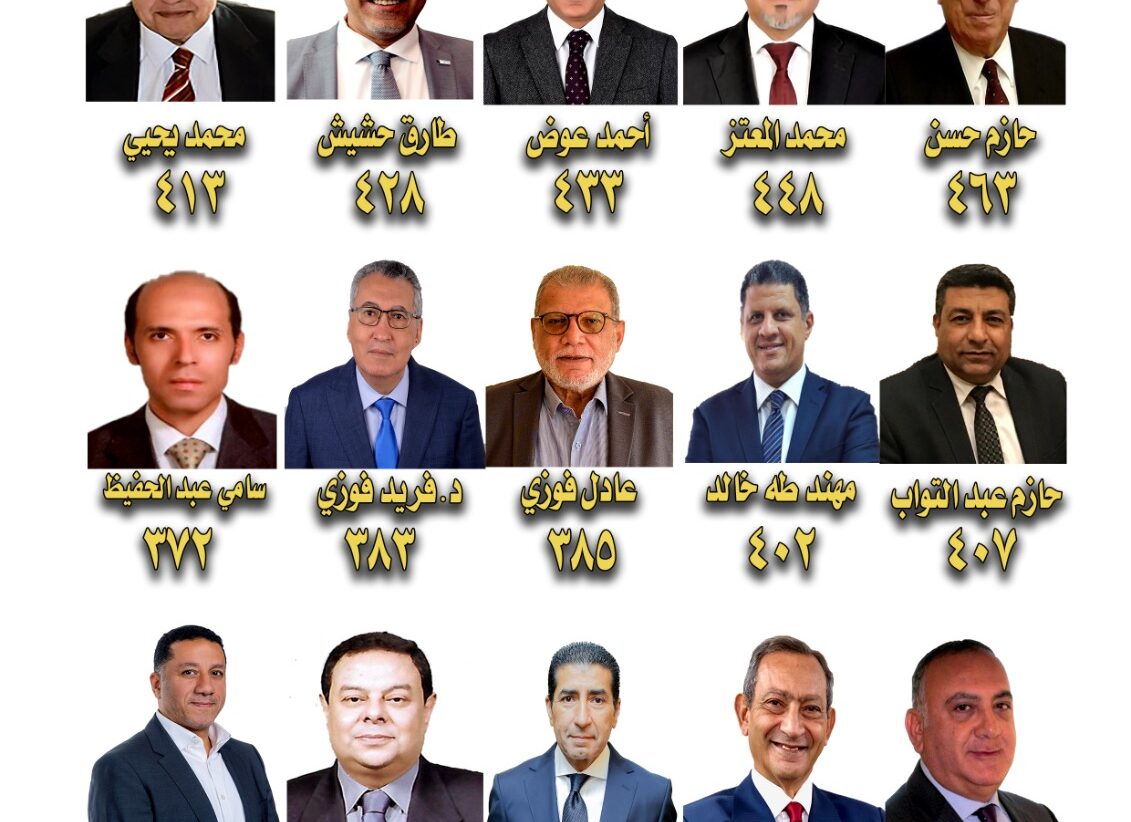 حازم حسن
٤٦٣
محمد المعتز
٤٤٨
أحمد عوض
٤٣٣
طارق حشيش
٤٢٨
محمد يحيي
٤١٣
حازم عبد التواب
٤٠٧
مهند طه خالد
٤٠٢
عادل فوزي
٣٨٥
د. فريد فوزي
٣٨٣
سامي عبد الحفيظ
٣٧٢